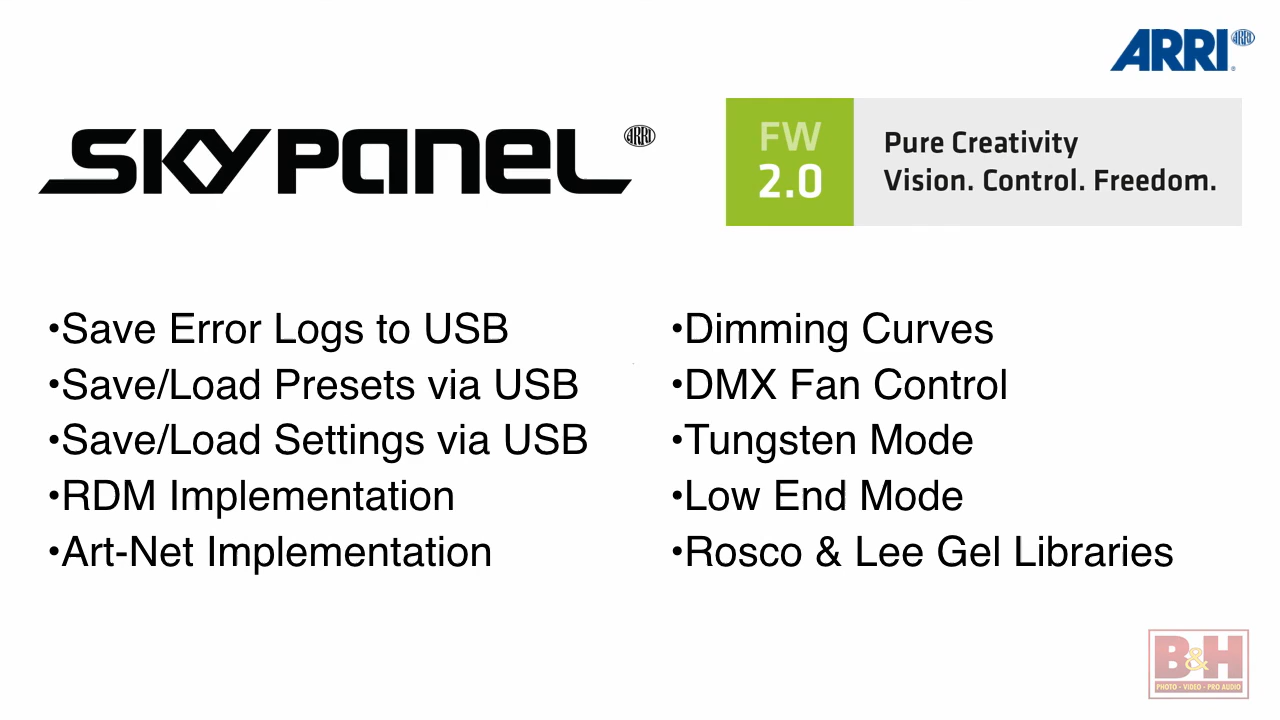 ARRI
SKYPANEL
FW
2.0
Pure Creativity
Vision. Control. Freedom.
•Save Error Logs to USB
•Save/Load Presets via USB
•Save/Load Settings via USB
•RDM Implementation
•Art-Net Implementation
•Dimming Curves
•DMX Fan Control
•Tungsten Mode
•Low End Mode
•Rosco & Lee Gel Libraries
B&H
PHOTO - VIDEO - PRO AUDIO